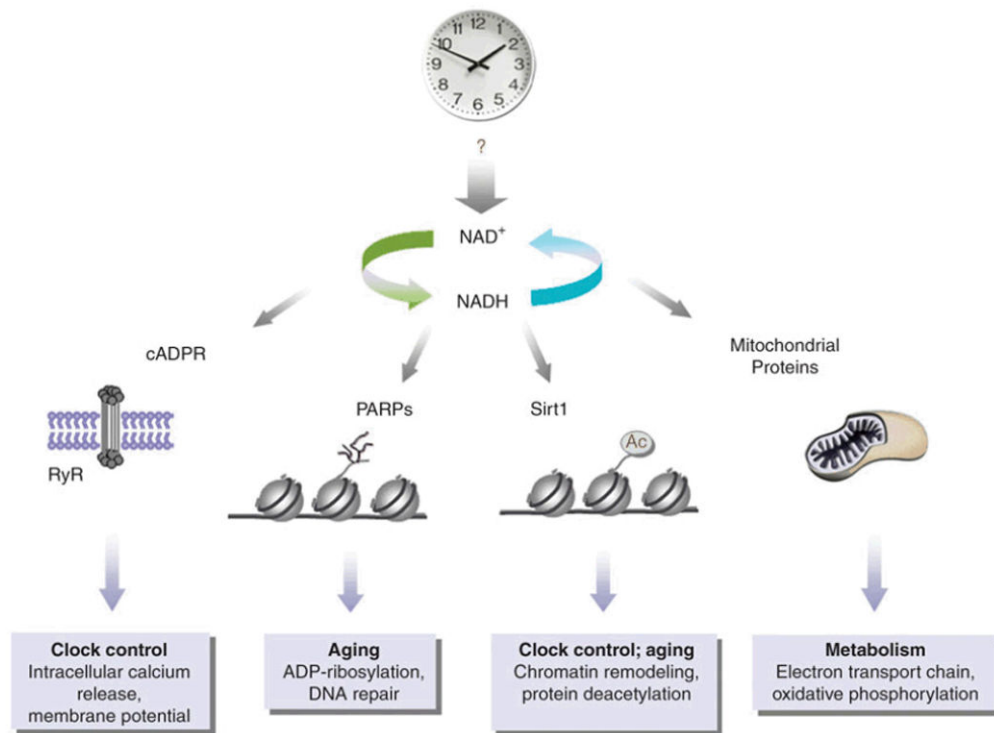 11 12 1
10 2
9 3
8 4
7 6 5
?
NAD⁺
NADH
cADPR
Mitochondrial
Proteins
PARPs
Sirt1
Ac
RyR
Clock control
Intracellular calcium
release,
membrane potential
Aging
ADP-ribosylation,
DNA repair
Clock control; aging
Chromatin remodeling,
protein deacetylation
Metabolism
Electron transport chain,
oxidative phosphorylation